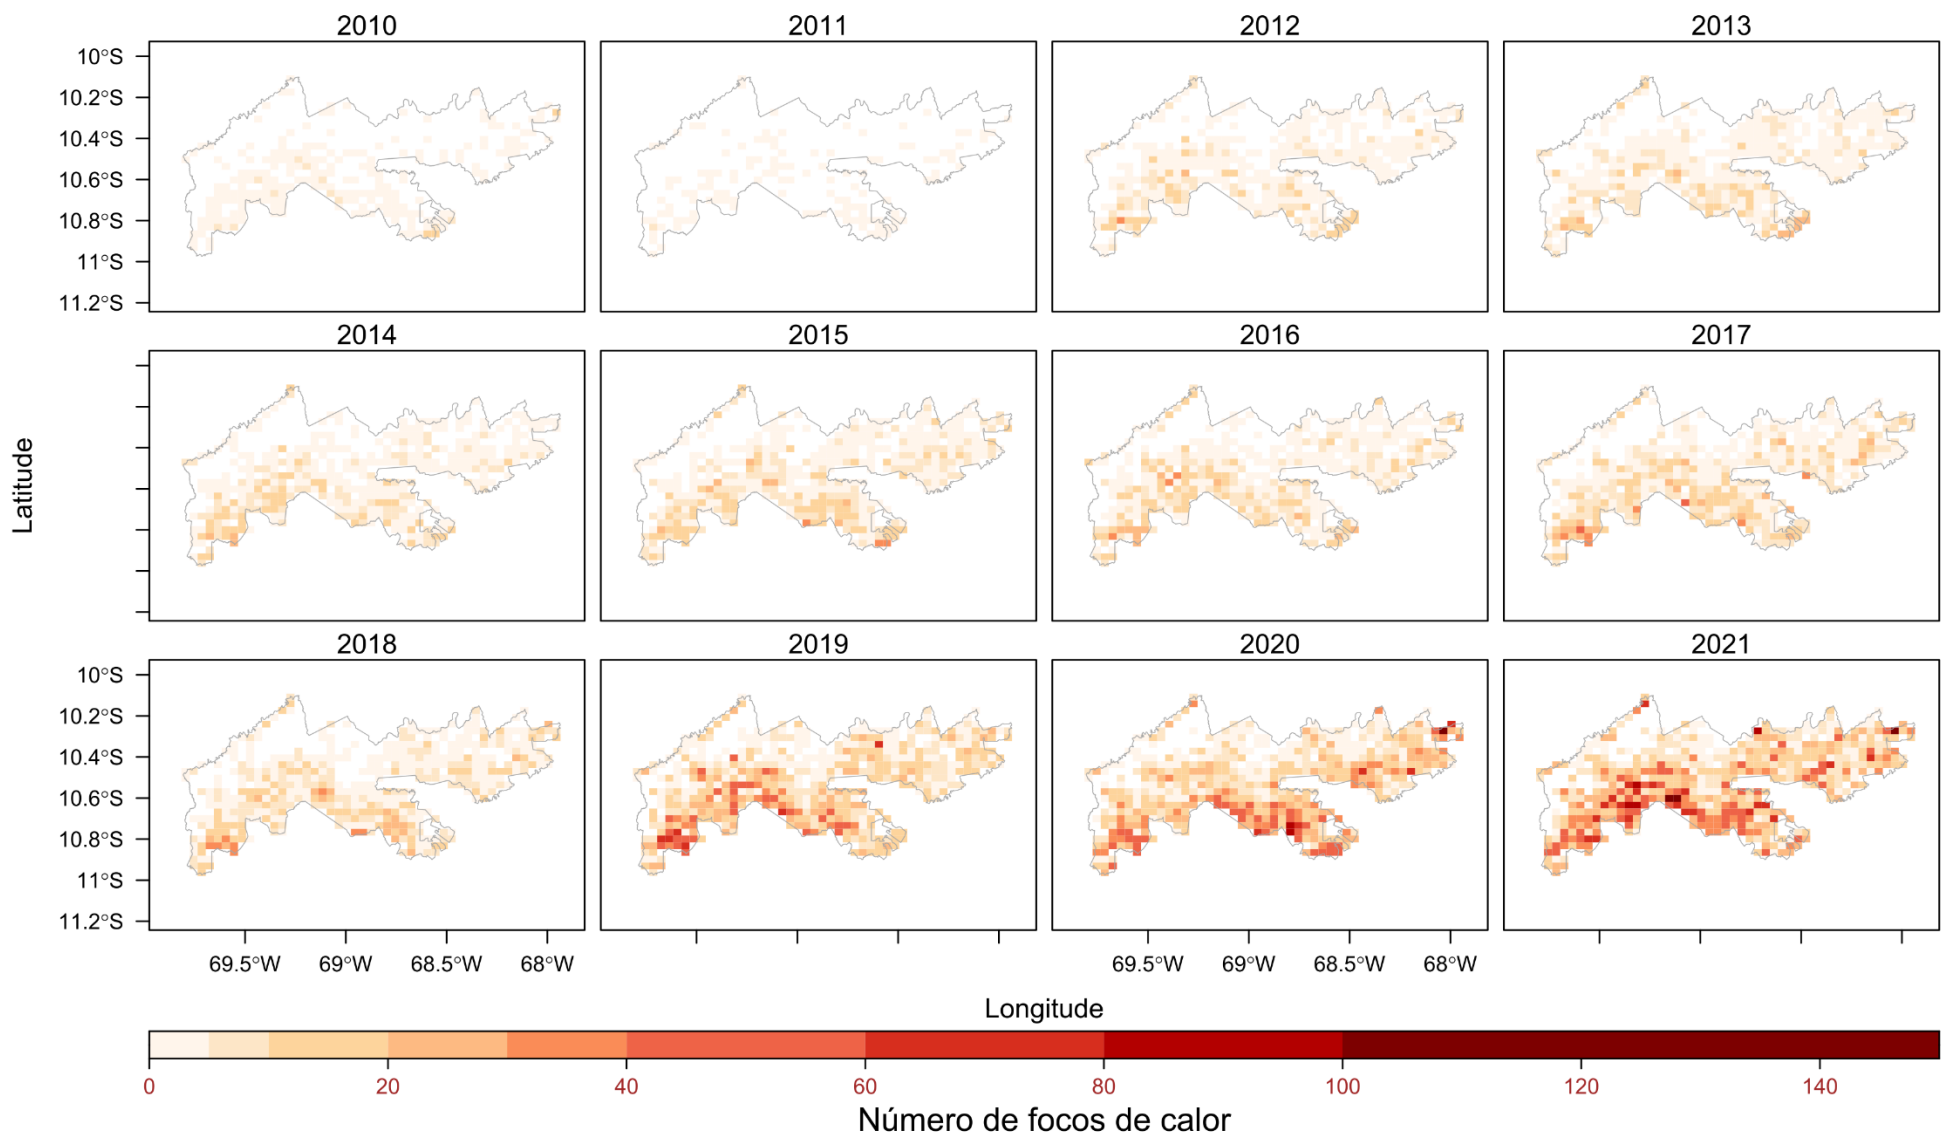 2010 2011 2012 2013
10°S
10.2°S
10.4°S
10.6°S
10.8°S
11°S
11.2°S
2014 2015 2016 2017
Latitude
2018 2019 2020 2021
10°S
10.2°S
10.4°S
10.6°S
10.8°S
11°S
11.2°S
69.5°W 69°W 68.5°W 68°W 69.5°W 69°W 68.5°W 68°W
Longitude
0 20 40 60 80 100 120 140
Número de focos de calor